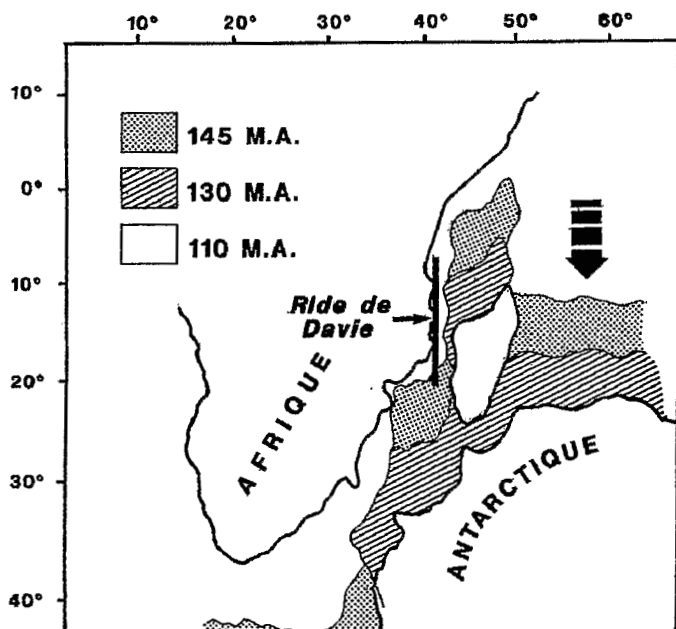 10° 20° 30° 40° 50° 60°
10°
145 M.A.
130 M.A.
0°
110 M.A.
10°
Ride de
Davie
20°
AFRIQUE
30°
ANTARCTIQUE
40°